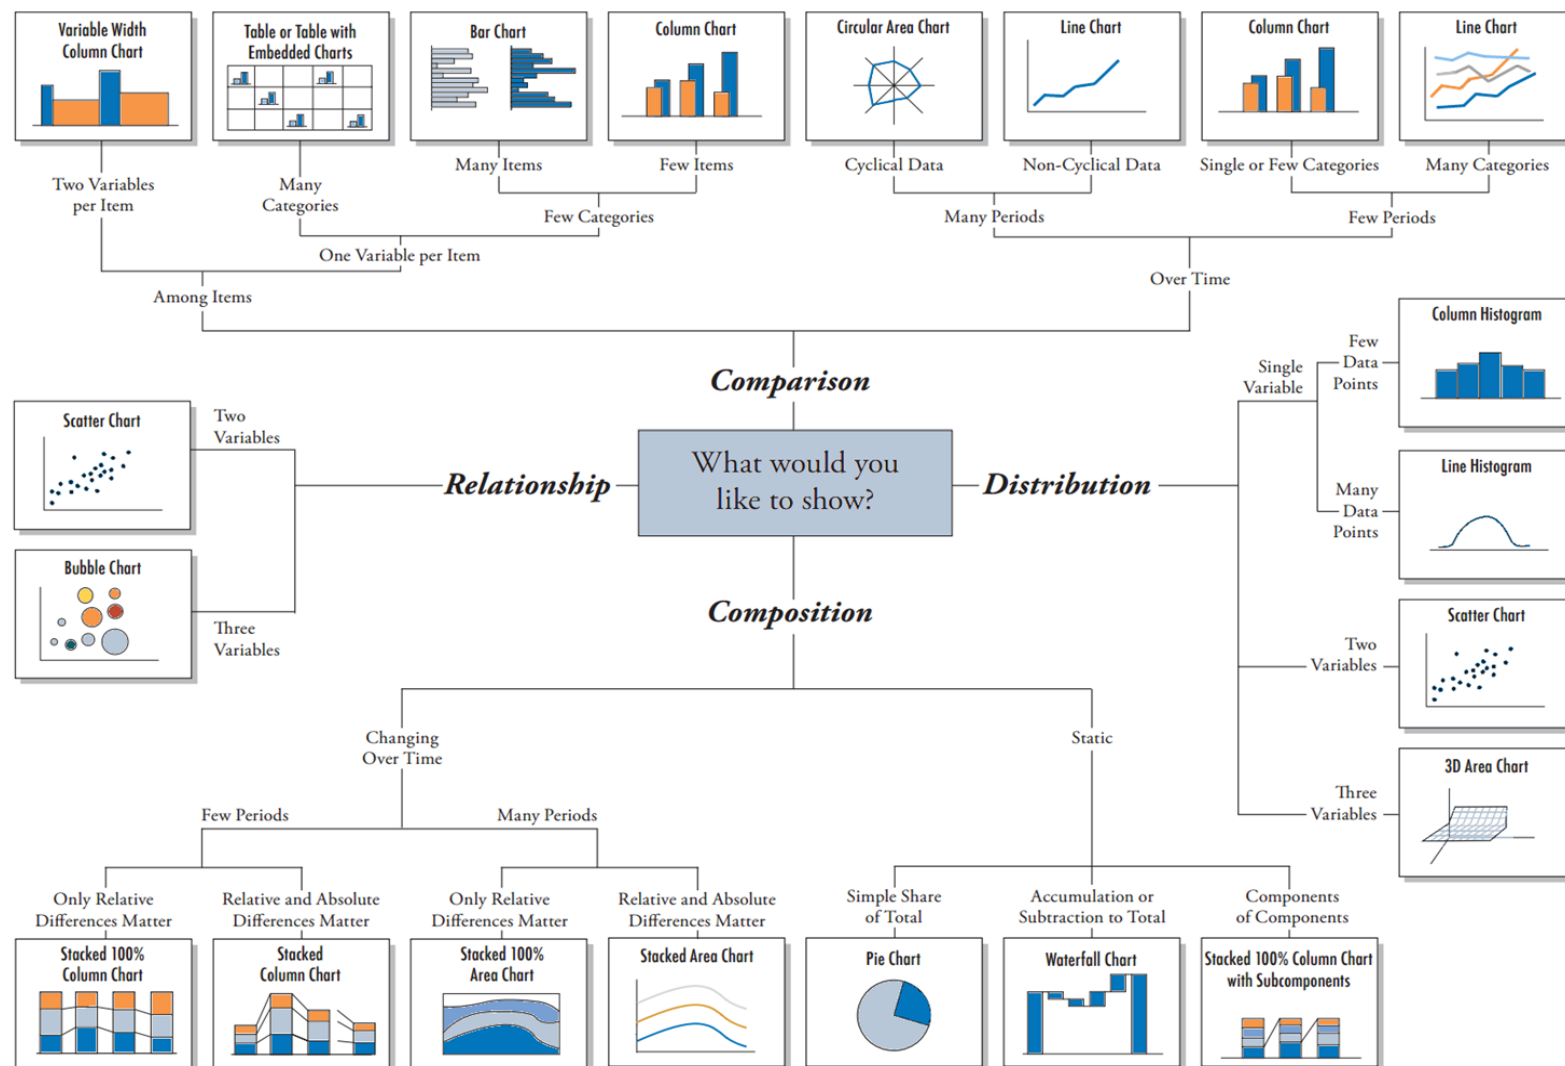 Variable Width
Column Chart
Table or Table with
Embedded Charts
Bar Chart
Column Chart
Circular Area Chart
Line Chart
Column Chart
Line Chart
Two Variables
per Item
Many
Categories
Many Items
Few Items
Cyclical Data
Non-Cyclical Data
Single or Few Categories
Many Categories
Few Categories
Many Periods
Few Periods
One Variable per Item
Among Items
Over Time
Comparison
Relationship
What would you
like to show?
Distribution
Composition
Two
Variables
Scatter Chart
Three
Variables
Bubble Chart
Single
Variable
Few
Data
Points
Column Histogram
Many
Data
Points
Line Histogram
Two
Variables
Scatter Chart
Three
Variables
3D Area Chart
Changing
Over Time
Static
Few Periods
Many Periods
Only Relative
Differences Matter
Relative and Absolute
Differences Matter
Only Relative
Differences Matter
Relative and Absolute
Differences Matter
Simple Share
of Total
Accumulation or
Subtraction to Total
Components
of Components
Stacked 100%
Column Chart
Stacked
Column Chart
Stacked 100%
Area Chart
Stacked Area Chart
Pie Chart
Waterfall Chart
Stacked 100% Column Chart
with Subcomponents